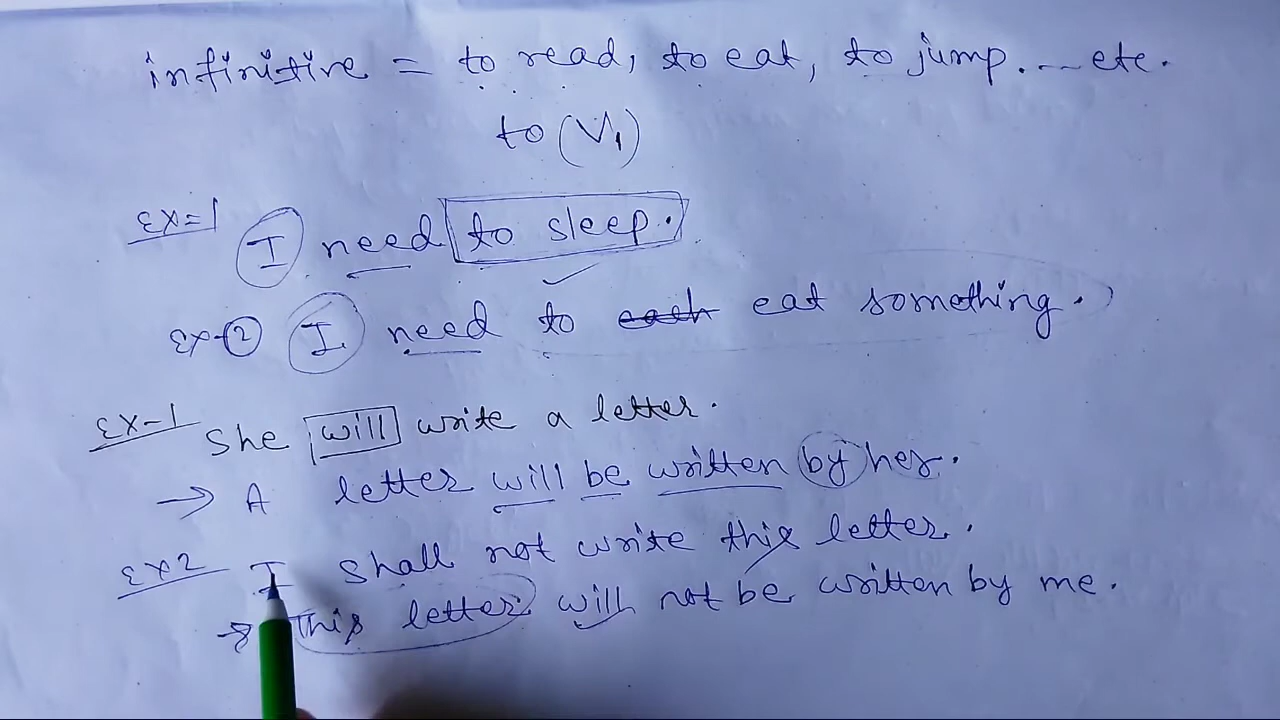 infinitive = to read, to eat, to jump.... etc.
to (V1)
Ex=1 I need to sleep.
Ex-2 I need to each eat something.
Ex-1 She will write a letter.
→ A letter will be written by her.
Ex2 I shall not write this letter.
→ This letter will not be written by me.